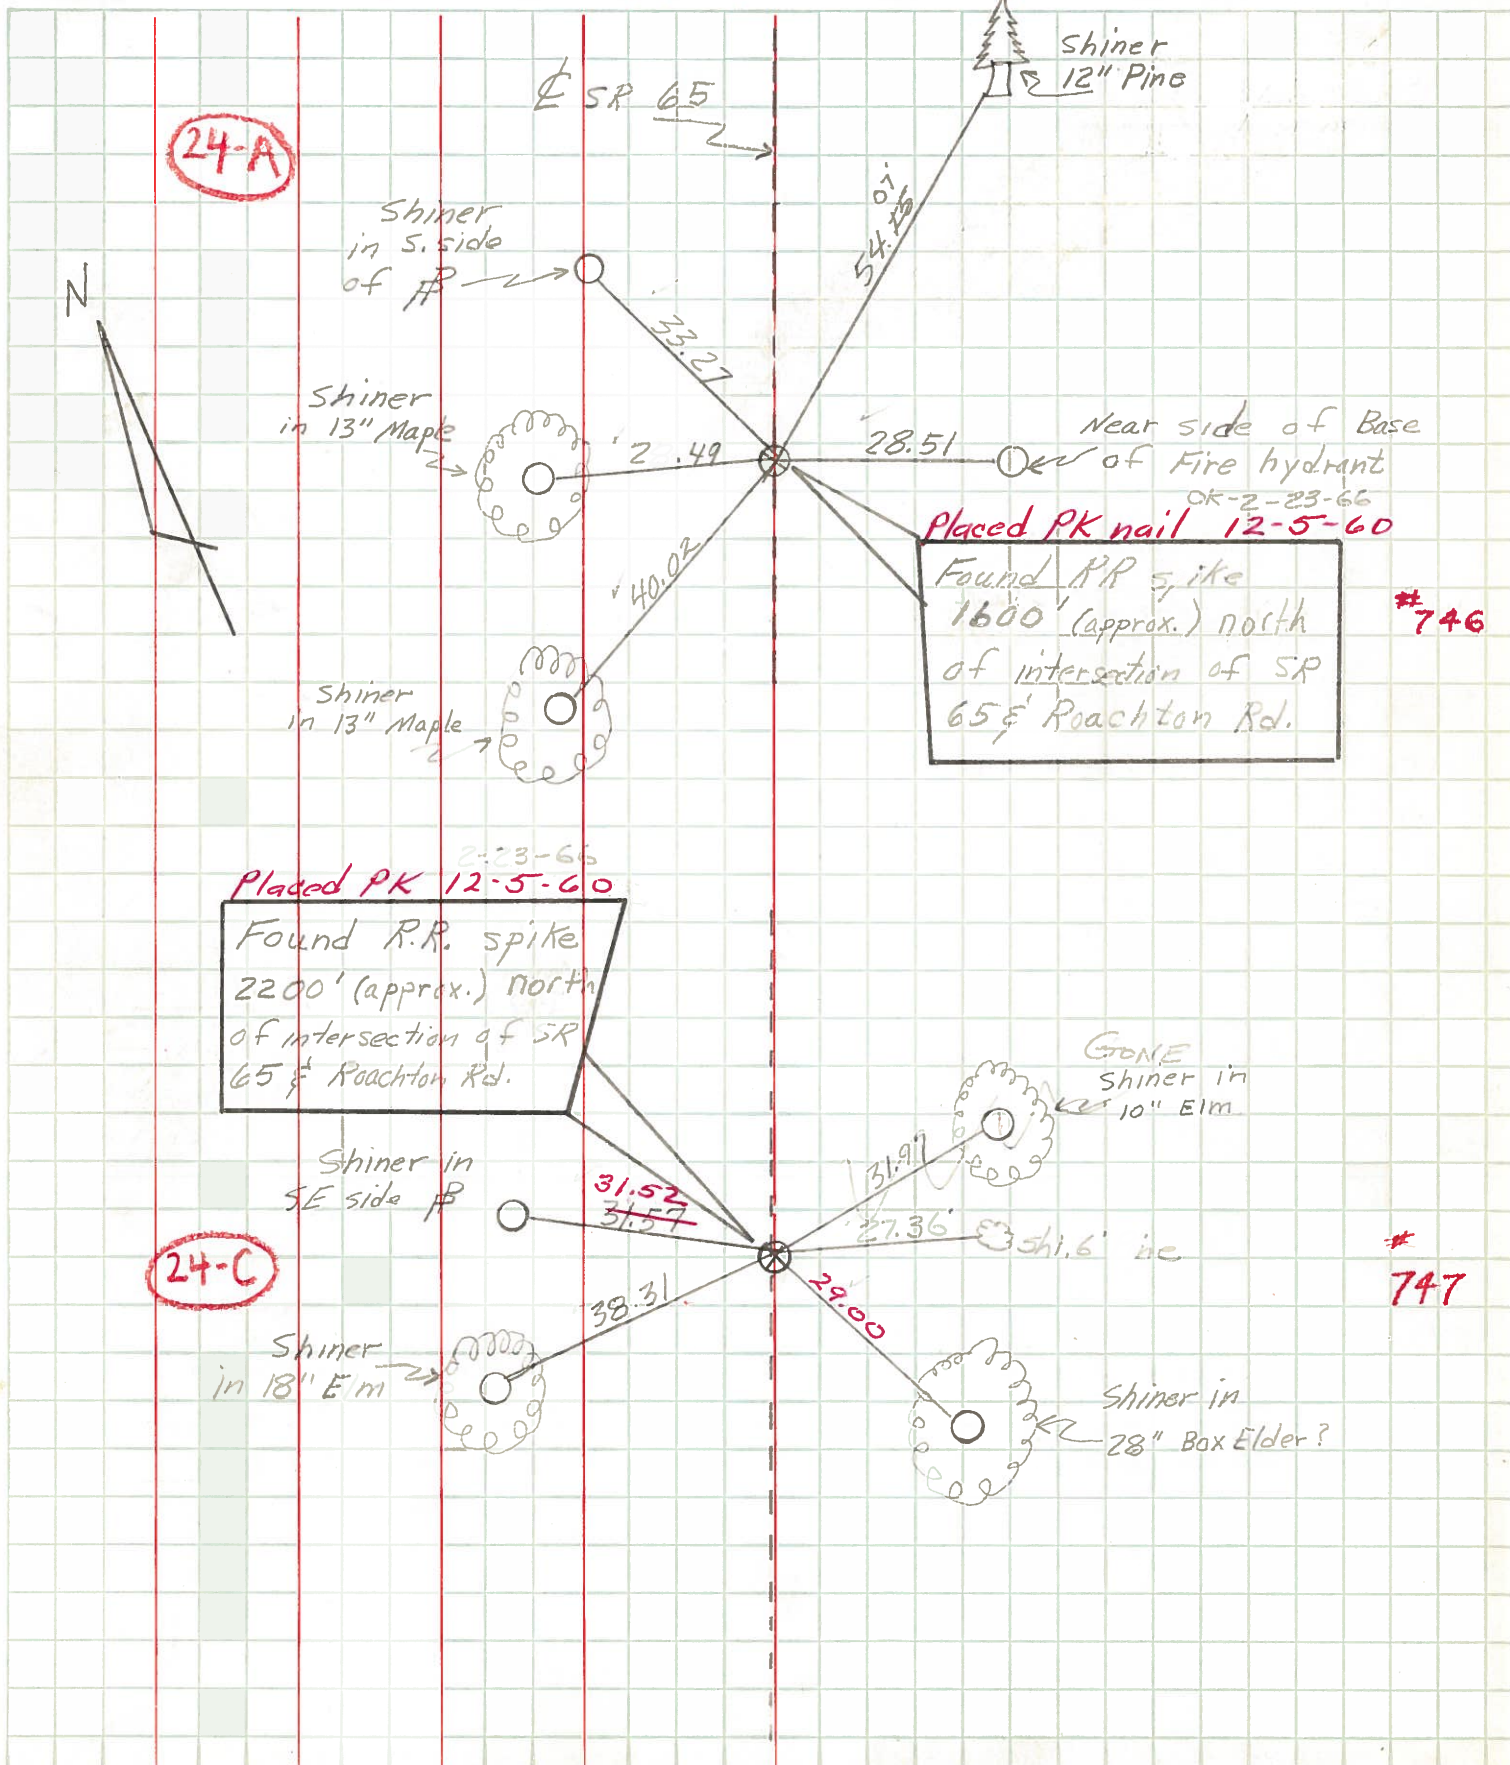 Shiner
12" Pine
℄ SR 65
24-A
54.
07
Shiner
in S. side
of PP
N
33.27
Shiner
in 13" Maple
.49
28.51
Near side of Base
of Fire hydrant
OK-2-23-66
Placed PK nail 12-5-60
Found RR spike
1600' (approx.) north
of intersection of SR
65 & Roachton Rd.
#746
40.02
Shiner
in 13" Maple
2-23-66
Placed PK 12-5-60
Found R.R. spike
2200' (approx.) north
of intersection of SR
65 & Roachton Rd.
GONE
Shiner in
10" Elm
31.97
Shiner in
SE side PP
31.52
31.57
27.36'
24-C
#
747
38.31
29.00
Shiner
in 18" Elm
Shiner in
28" Box Elder?